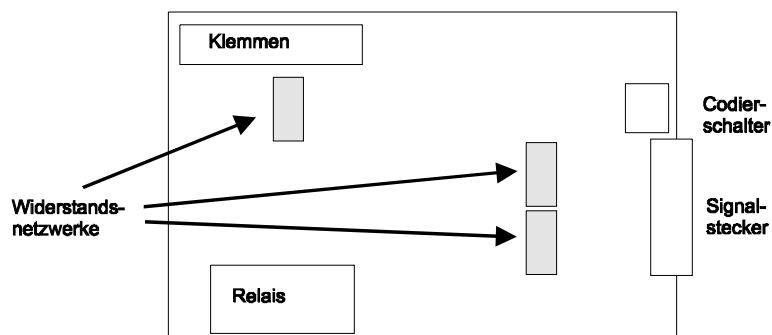 Klemmen
Codier-
schalter
Widerstands-
netzwerke
Signal-
stecker
Relais